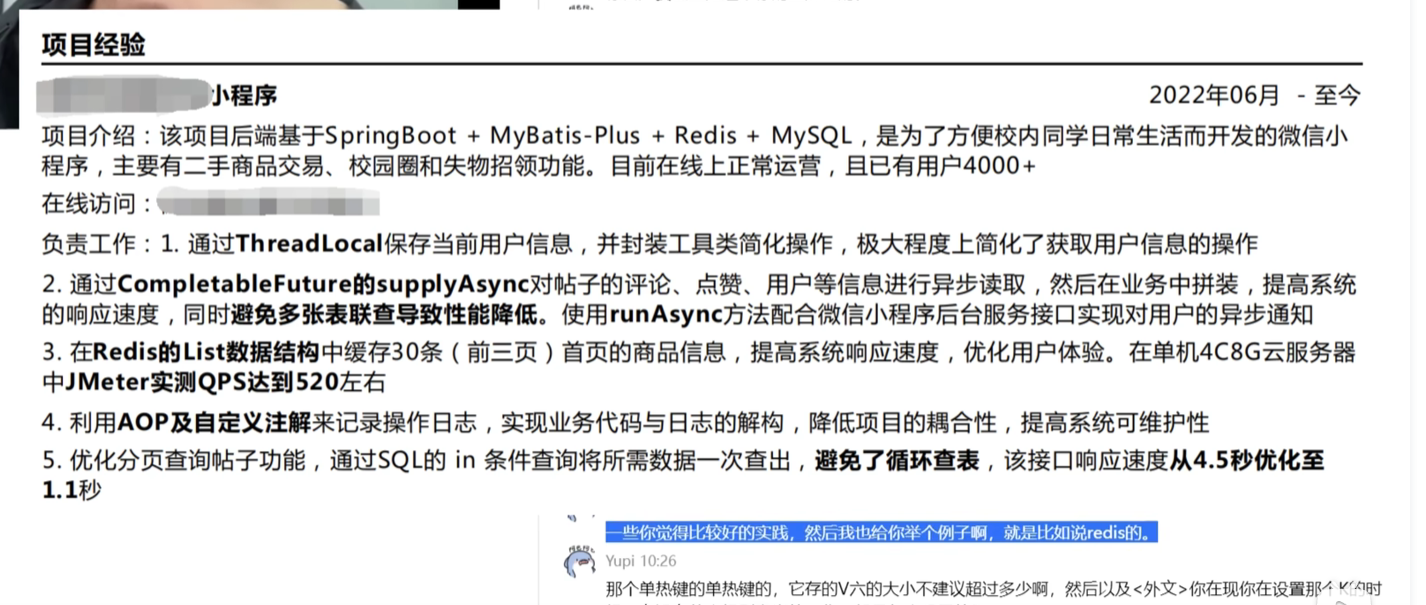 项目经验
小程序 2022年06月 - 至今
项目介绍：该项目后端基于SpringBoot + MyBatis-Plus + Redis + MySQL，是为了方便校内同学日常生活而开发的微信小
程序，主要有二手商品交易、校园圈和失物招领功能。目前在线上正常运营，且已有用户4000+
在线访问：
负责工作：1. 通过ThreadLocal保存当前用户信息，并封装工具类简化操作，极大程度上简化了获取用户信息的操作
2. 通过CompletableFuture的supplyAsync对帖子的评论、点赞、用户等信息进行异步读取，然后在业务中拼装，提高系统
的响应速度，同时避免多张表联查导致性能降低。使用runAsync方法配合微信小程序后台服务接口实现对用户的异步通知
3. 在Redis的List数据结构中缓存30条（前三页）首页的商品信息，提高系统响应速度，优化用户体验。在单机4C8G云服务器
中JMeter实测QPS达到520左右
4. 利用AOP及自定义注解来记录操作日志，实现业务代码与日志的解构，降低项目的耦合性，提高系统可维护性
5. 优化分页查询帖子功能，通过SQL的 in 条件查询将所需数据一次查出，避免了循环查表，该接口响应速度从4.5秒优化至
1.1秒
一些你觉得比较好的实践，然后我也给你举个例子啊，就是比如说redis的。
Yupi 10:26
那个单热键的单热键的，它存的V六的大小不建议超过多少啊，然后以及<外文>你在现你在设置那个K的时